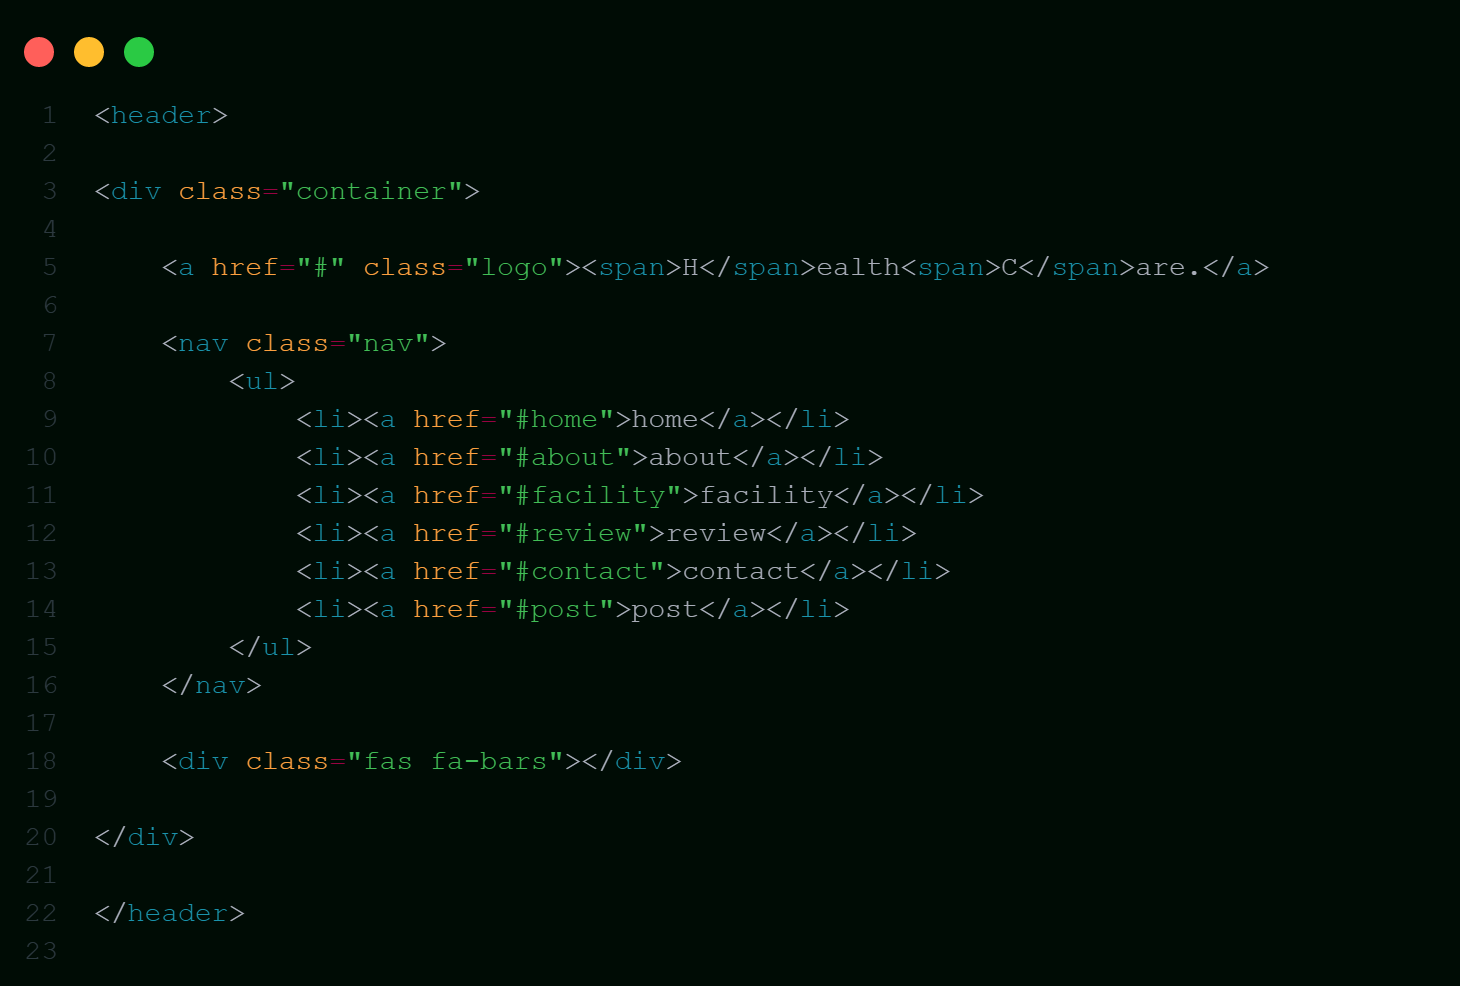 1 <header>
2
3 <div class="container">
4
5     <a href="#" class="logo"><span>H</span>ealth<span>C</span>are.</a>
6
7     <nav class="nav">
8         <ul>
9             <li><a href="#home">home</a></li>
10             <li><a href="#about">about</a></li>
11             <li><a href="#facility">facility</a></li>
12             <li><a href="#review">review</a></li>
13             <li><a href="#contact">contact</a></li>
14             <li><a href="#post">post</a></li>
15         </ul>
16     </nav>
17
18     <div class="fas fa-bars"></div>
19
20 </div>
21
22 </header>
23